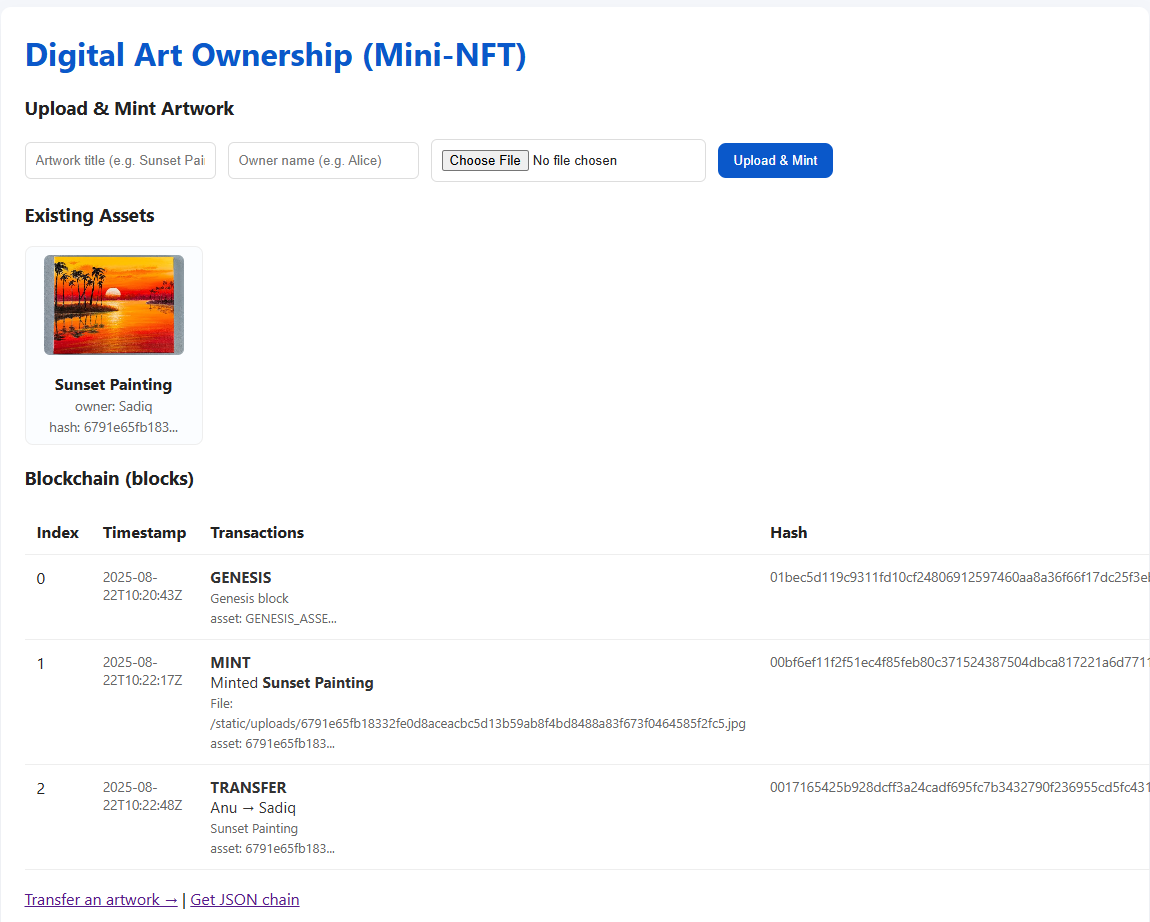 Digital Art Ownership (Mini-NFT)
Upload & Mint Artwork
Artwork title (e.g. Sunset Pai
Owner name (e.g. Alice)
Choose File No file chosen
Upload & Mint
Existing Assets
Sunset Painting
owner: Sadiq
hash: 6791e65fb183...
Blockchain (blocks)
Index Timestamp Transactions Hash
0
2025-08-
22T10:20:43Z
GENESIS
Genesis block
asset: GENESIS_ASSE...
01bec5d119c9311fd10cf24806912597460aa8a36f66f17dc25f3e
1
2025-08-
22T10:22:17Z
MINT
Minted Sunset Painting
File:
/static/uploads/6791e65fb18332fe0d8aceacbc5d13b59ab8f4bd8488a83f673f0464585f2fc5.jpg
asset: 6791e65fb183...
00bf6ef11f2f51ec4f85feb80c371524387504dbca817221a6d7711
2
2025-08-
22T10:22:48Z
TRANSFER
Anu → Sadiq
Sunset Painting
asset: 6791e65fb183...
0017165425b928dcff3a24cadf695fc7b3432790f236955cd5fc431
Transfer an artwork → | Get JSON chain